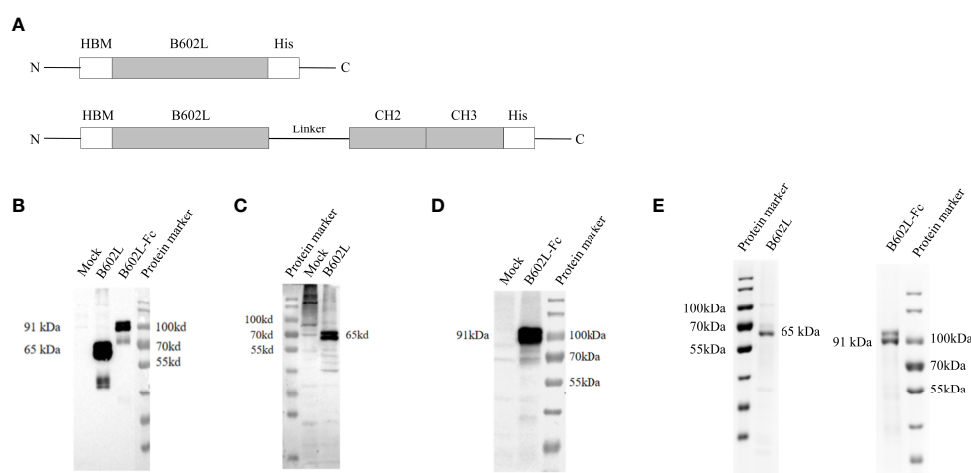 A
HBM B602L His
N C
HBM B602L Linker CH2 CH3 His
N C
B
Mock
B602L
B602L-Fc
Protein marker
91 kDa
65 kDa
100kd
70kd
55kd
C
Protein marker
Mock
B602L
100kd
70kd
55kd
65kd
D
Mock
B602L-Fc
Protein marker
91kDa
100kDa
70kDa
55kDa
E
Protein marker
B602L
100kDa
70kDa
55kDa
65 kDa
B602L-Fc
Protein marker
91 kDa
100kDa
70kDa
55kDa